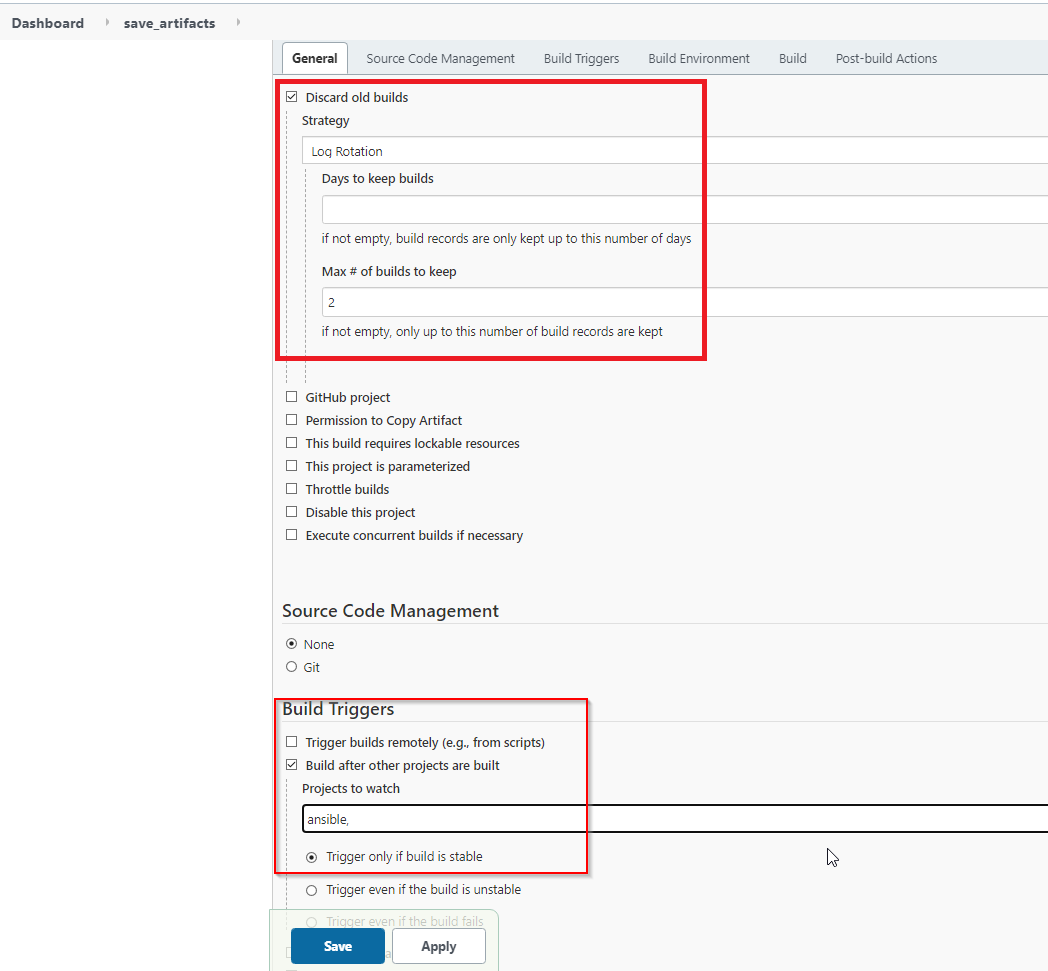 Dashboard save_artifacts
General Source Code Management Build Triggers Build Environment Build Post-build Actions
Discard old builds
Strategy
Log Rotation
Days to keep builds
if not empty, build records are only kept up to this number of days
Max # of builds to keep
2
if not empty, only up to this number of build records are kept
GitHub project
Permission to Copy Artifact
This build requires lockable resources
This project is parameterized
Throttle builds
Disable this project
Execute concurrent builds if necessary
Source Code Management
None
Git
Build Triggers
Trigger builds remotely (e.g., from scripts)
Build after other projects are built
Projects to watch
ansible,
Trigger only if build is stable
Trigger even if the build is unstable
Trigger even if the build fails
Save Apply